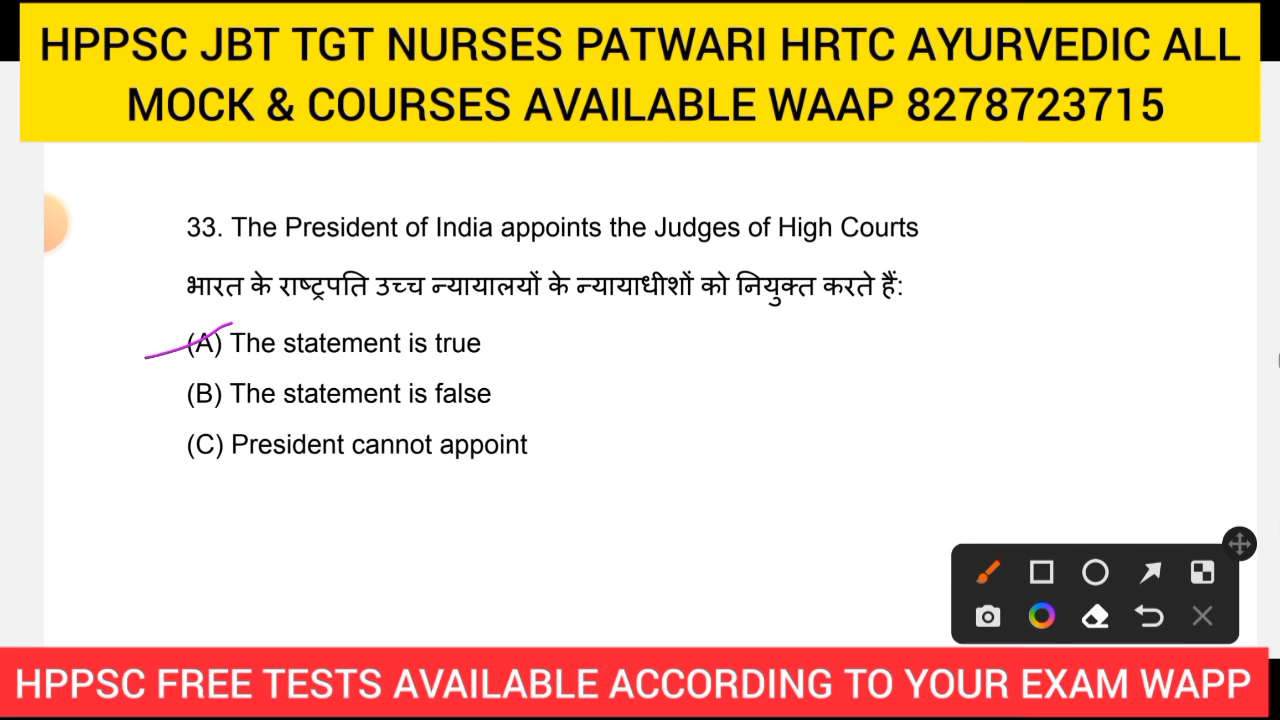 HPPSC JBT TGT NURSES PATWARI HRTC AYURVEDIC ALL
MOCK & COURSES AVAILABLE WAAP 8278723715
33. The President of India appoints the Judges of High Courts
भारत के राष्ट्रपति उच्च न्यायालयों के न्यायाधीशों को नियुक्त करते हैं:
(A) The statement is true
(B) The statement is false
(C) President cannot appoint
HPPSC FREE TESTS AVAILABLE ACCORDING TO YOUR EXAM WAPP